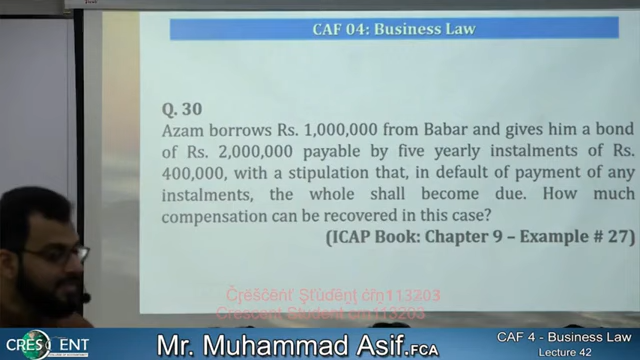 CAF 04: Business Law
Q. 30
Azam borrows Rs. 1,000,000 from Babar and gives him a bond
of Rs. 2,000,000 payable by five yearly instalments of Rs.
400,000, with a stipulation that, in default of payment of any
instalments, the whole shall become due. How much
compensation can be recovered in this case?
(ICAP Book: Chapter 9 – Example # 27)
Crescent Student crn113203
Crescent Student crn113203
CRESCENT
Mr. Muhammad Asif.FCA
CAF 4 - Business Law
Lecture 42